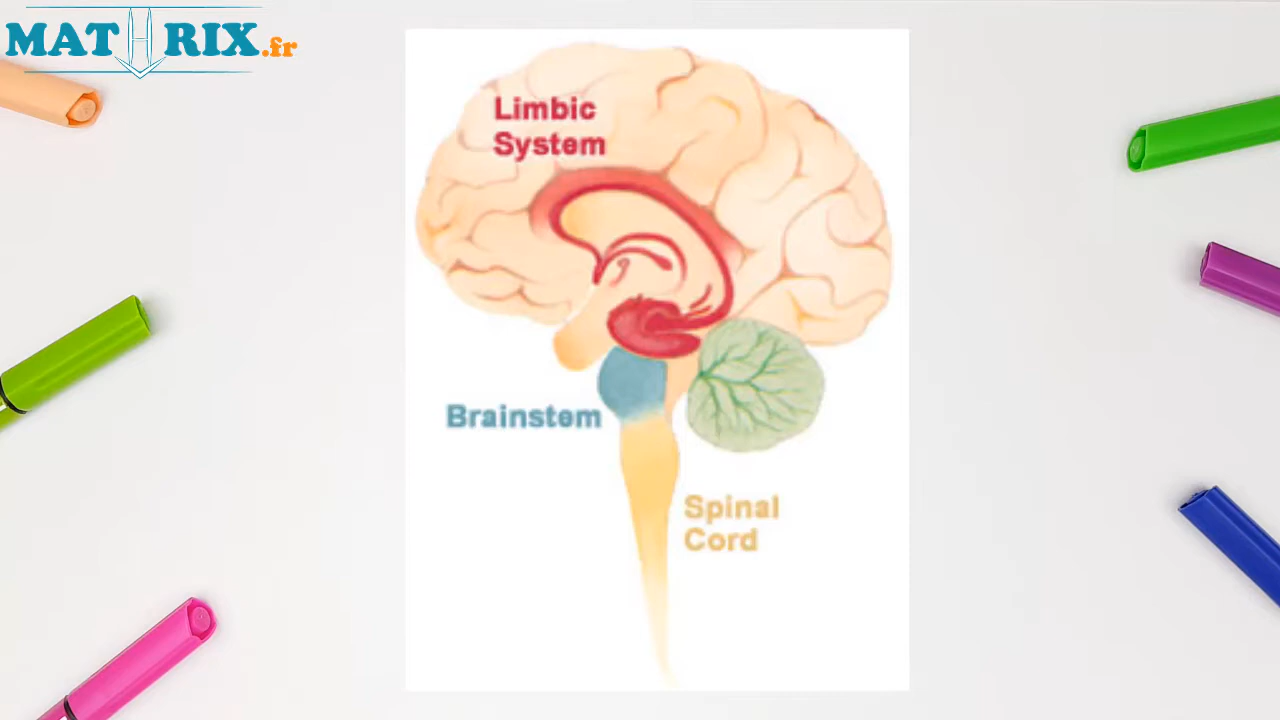 MATHRIX.fr
Limbic
System
Brainstem
Spinal
Cord